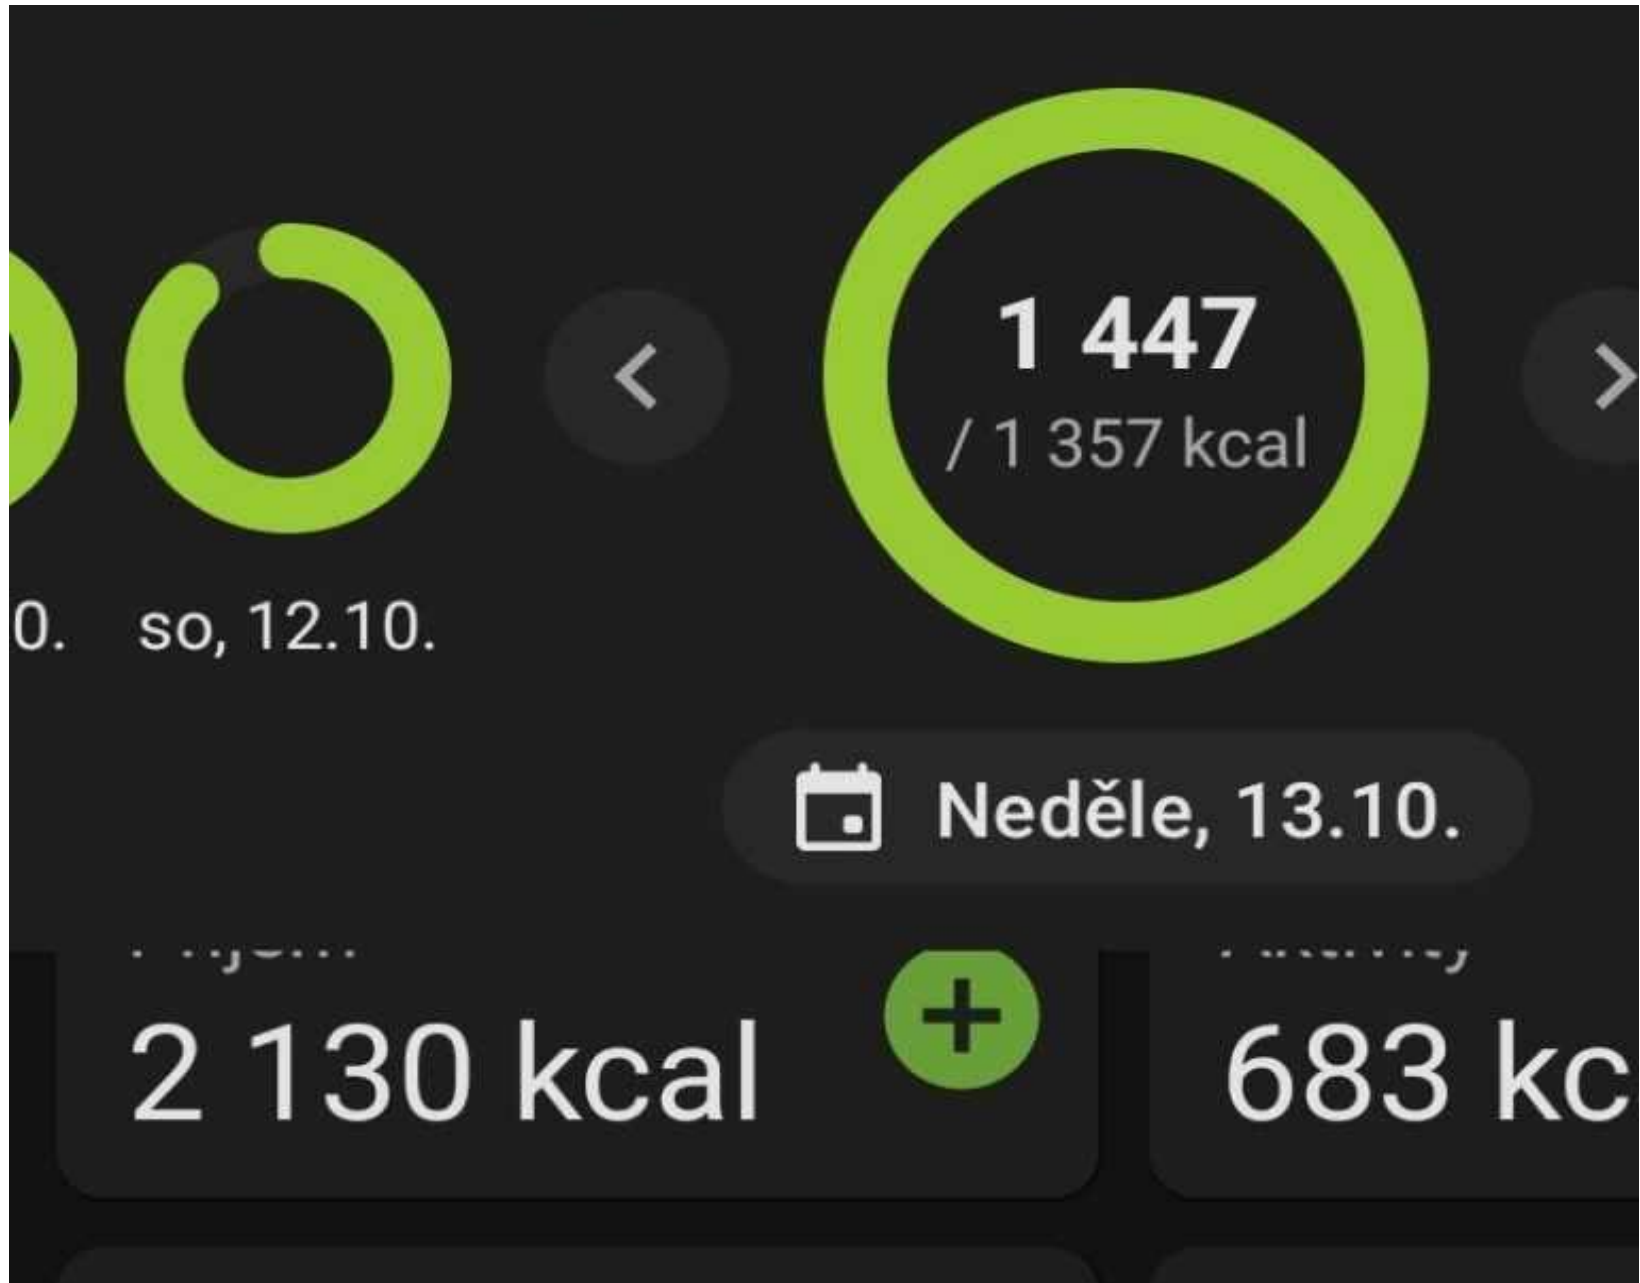 1 447
/ 1 357 kcal
0.
so, 12.10.
Neděle, 13.10.
2 130 kcal
683 kc